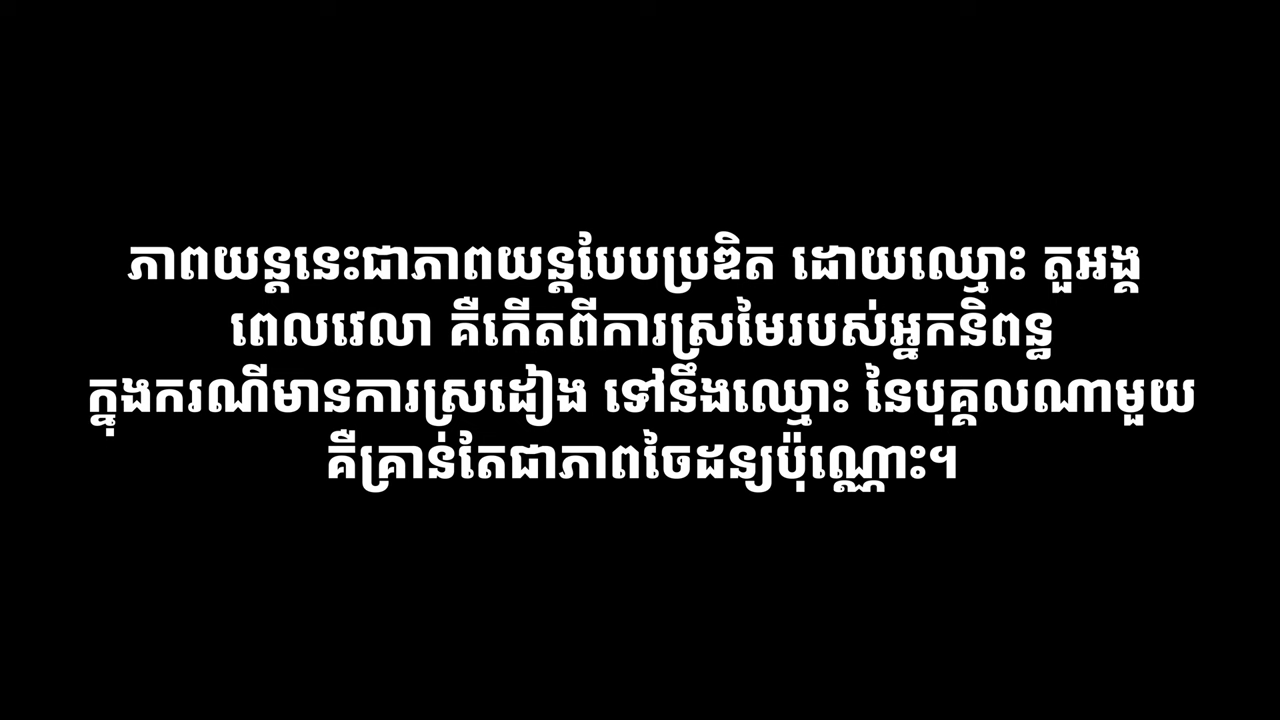 ភាពយន្តនេះជាភាពយន្តបែបប្រឌិត ដោយឈ្មោះ តួអង្គ
ពេលវេលា គឺកើតពីការស្រមៃរបស់អ្នកនិពន្ធ
ក្នុងករណីមានការស្រដៀង ទៅនឹងឈ្មោះ នៃបុគ្គលណាមួយ
គឺគ្រាន់តែជាភាពចៃដន្យប៉ុណ្ណោះ។